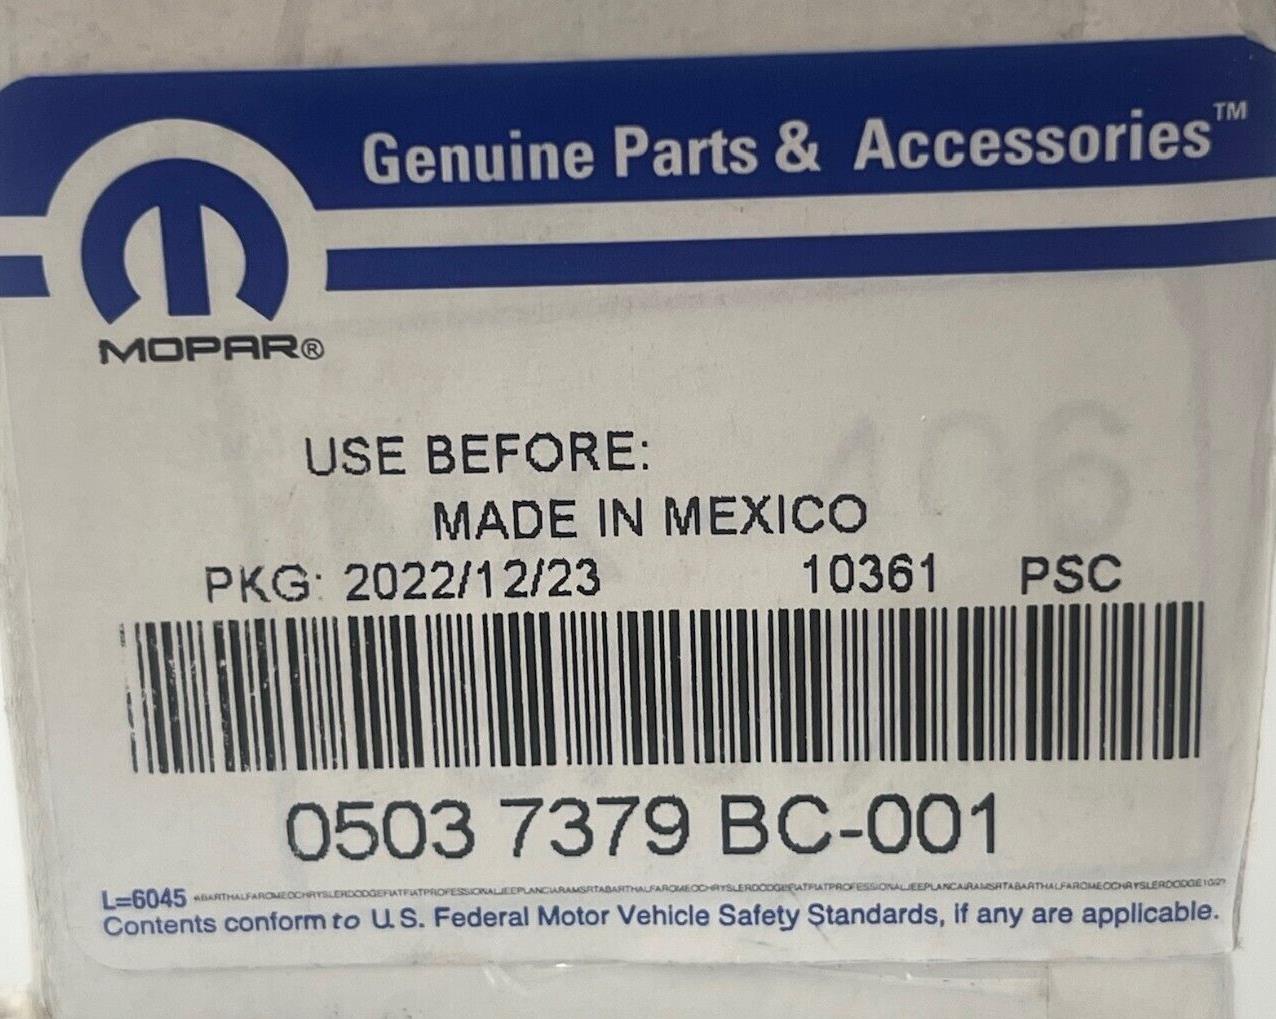 Genuine Parts & Accessories™
MOPAR®
USE BEFORE:
MADE IN MEXICO
PKG: 2022/12/23 10361 PSC
0503 7379 BC-001
L=6045
Contents conform to U.S. Federal Motor Vehicle Safety Standards, if any are applicable.